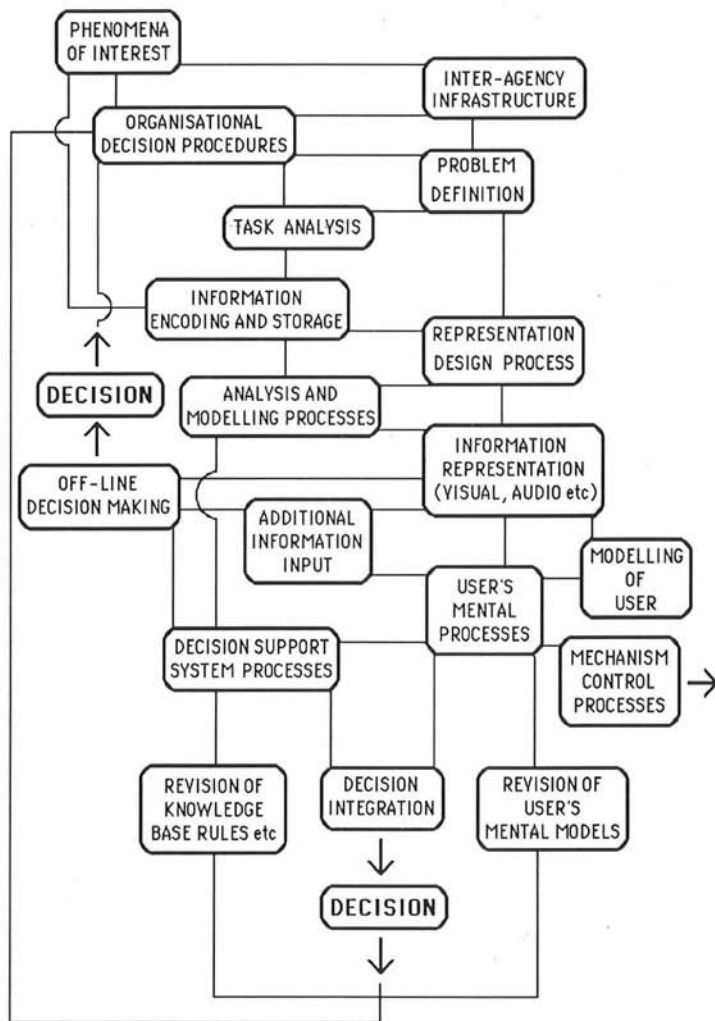 PHENOMENA
OF INTEREST
INTER-AGENCY
INFRASTRUCTURE
ORGANISATIONAL
DECISION PROCEDURES
PROBLEM
DEFINITION
TASK ANALYSIS
INFORMATION
ENCODING AND STORAGE
REPRESENTATION
DESIGN PROCESS
DECISION
ANALYSIS AND
MODELLING PROCESSES
INFORMATION
REPRESENTATION
(VISUAL, AUDIO etc)
OFF-LINE
DECISION MAKING
ADDITIONAL
INFORMATION
INPUT
MODELLING
OF
USER
USER'S
MENTAL
PROCESSES
DECISION SUPPORT
SYSTEM PROCESSES
MECHANISM
CONTROL
PROCESSES
REVISION OF
KNOWLEDGE
BASE RULES etc
DECISION
INTEGRATION
REVISION OF
USER'S
MENTAL MODELS
DECISION